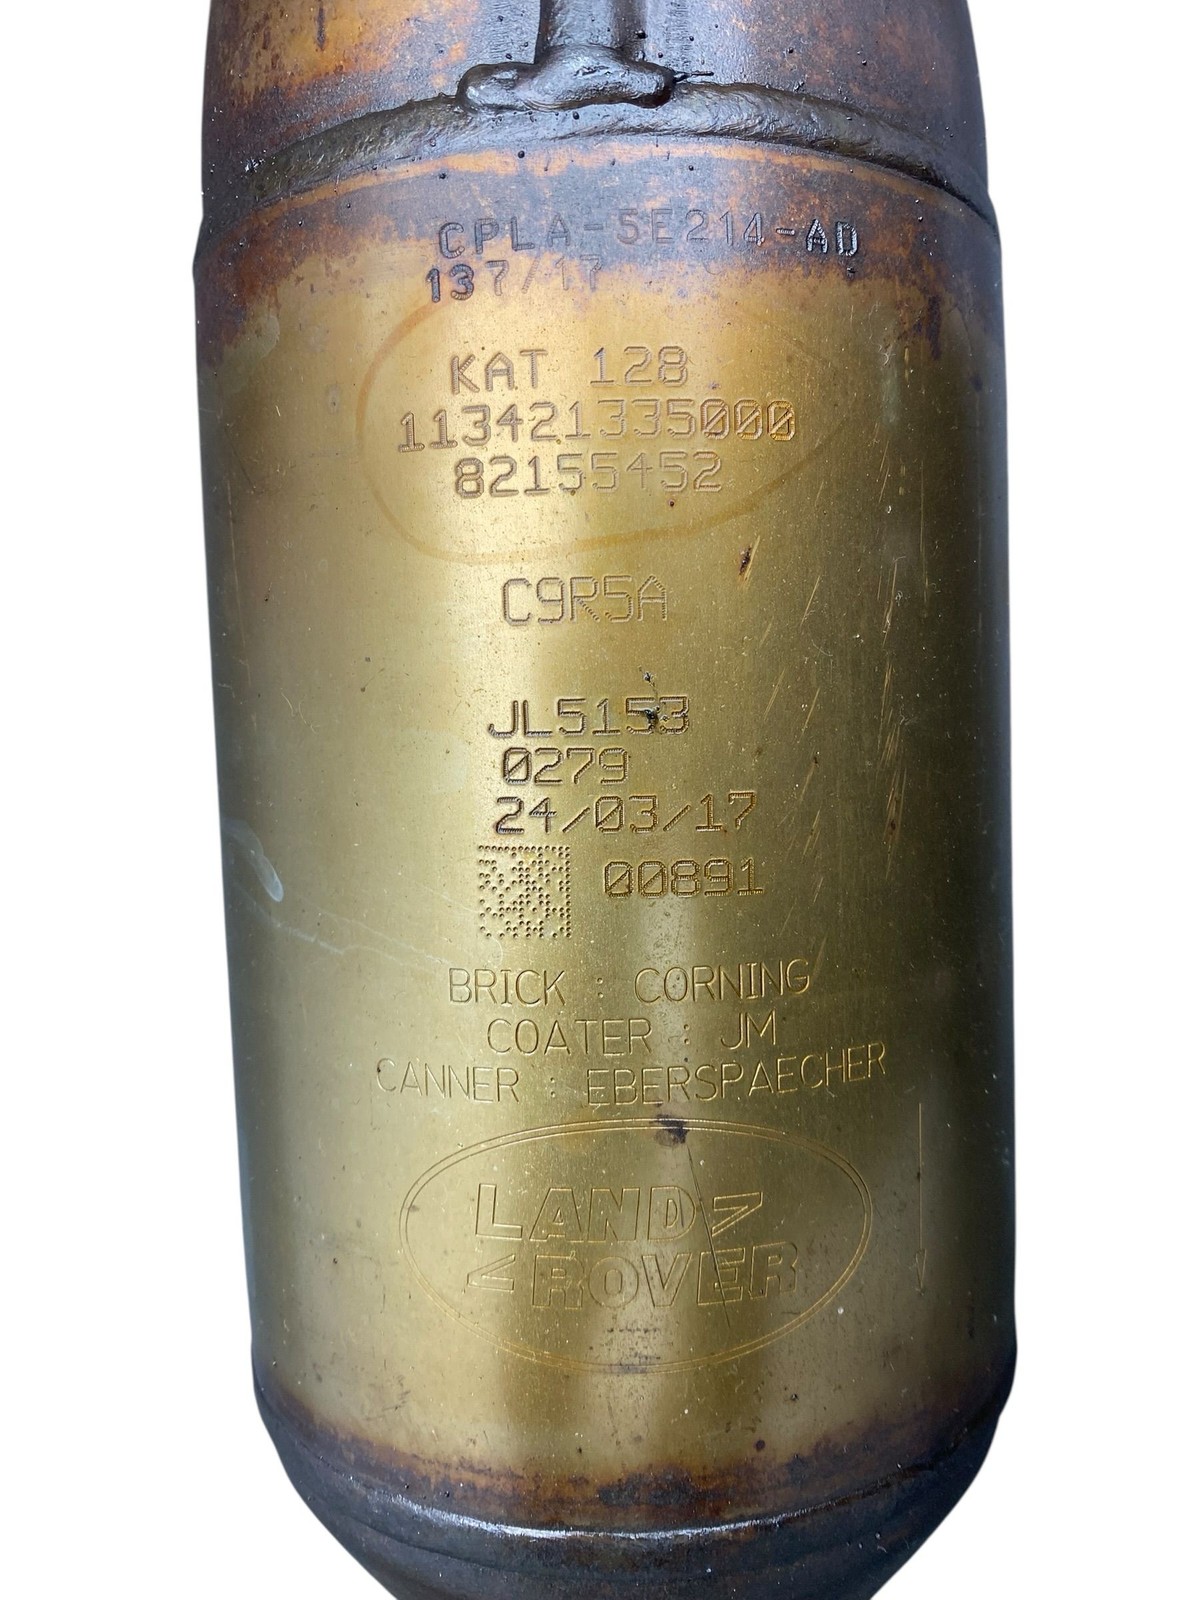 CPLA-5E214-AD
137/17
KAT 128
113421335000
82155452
C9R5A
JL5153
0279
24/03/17
00891
BRICK : CORNING
COATER : JM
CANNER : EBERSPAECHER
LAND
ROVER